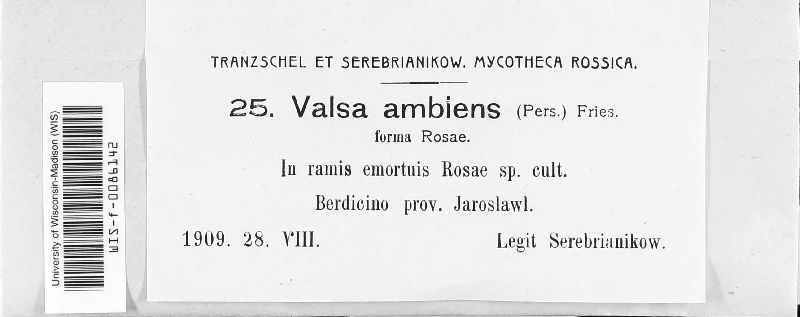 TRANZSCHEL ET SEREBRIANIKOW. MYCOTHECA ROSSICA.
25. Valsa ambiens (Pers.) Fries.
forma Rosae.
In ramis emortuis Rosae sp. cult.
Berdicino prov. Jaroslawl.
1909. 28. VIII. Legit Serebrianikow.
University of Wisconsin-Madison (WIS)
WIS-f-0086142